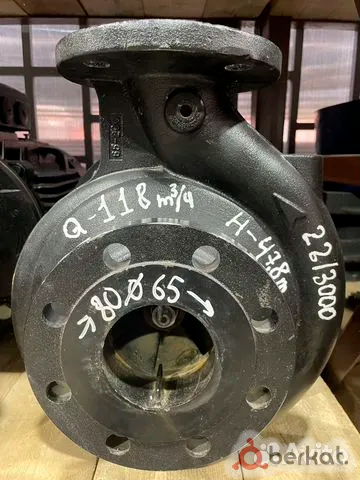 Q-118 m³/ч
H-47,8m
22/3000
→80⌀65→
berkat.